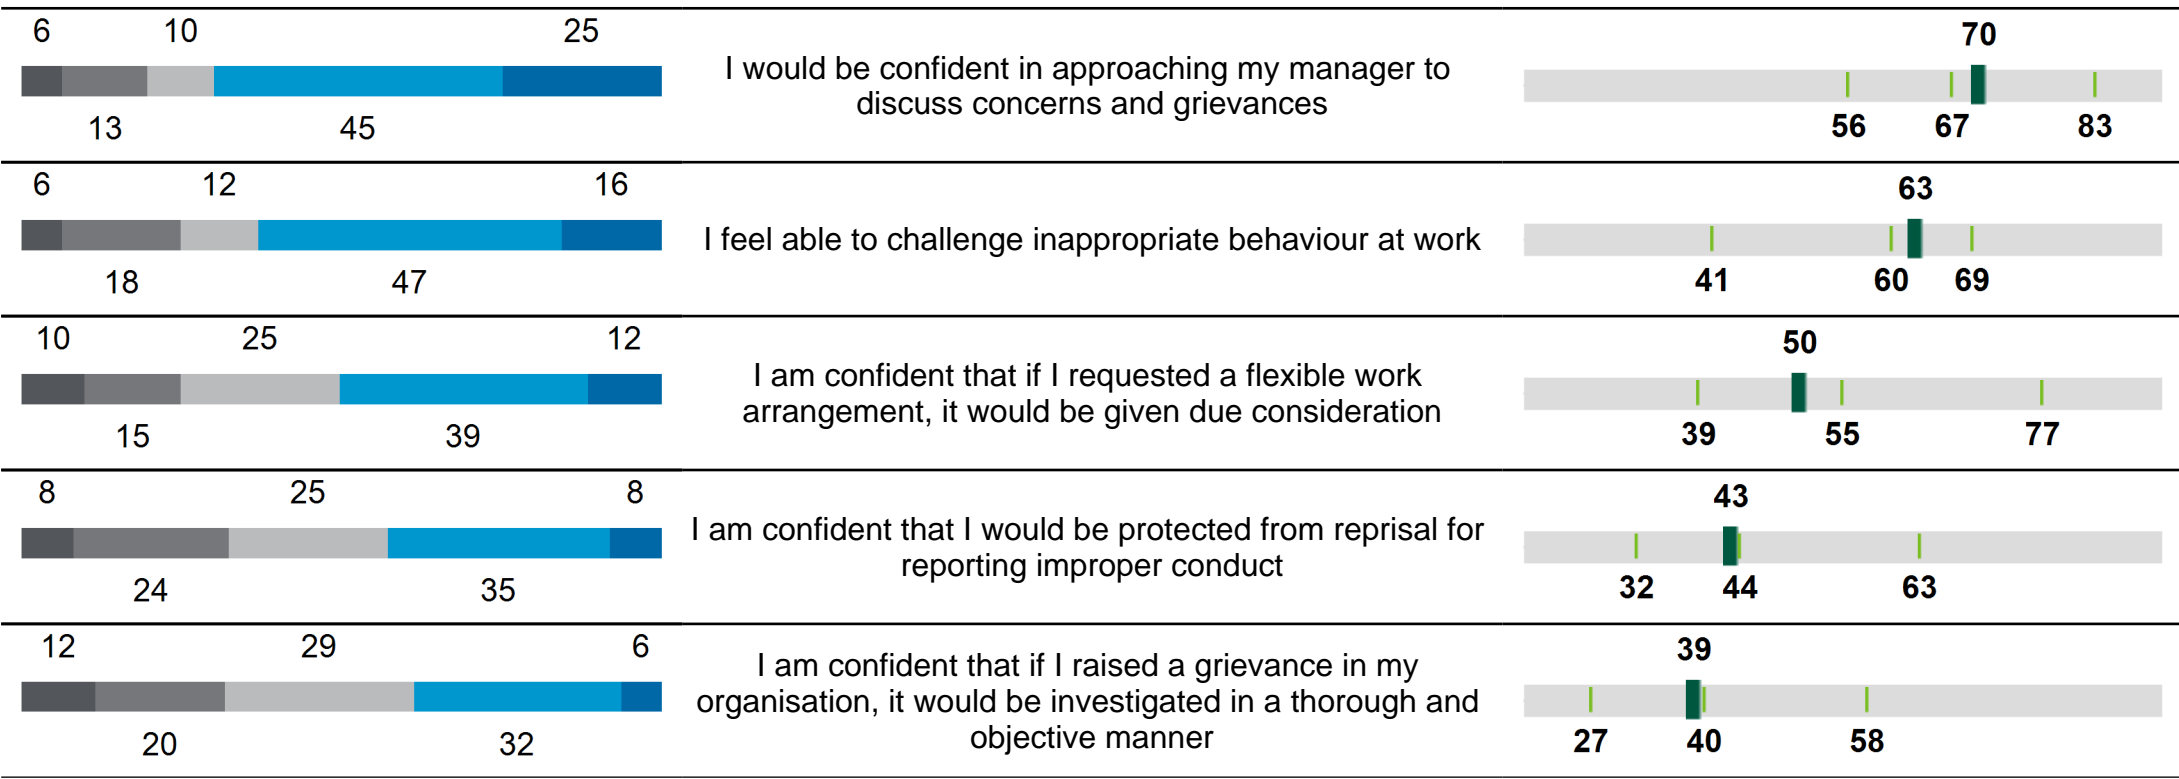 6 10 25
70
I would be confident in approaching my manager to
discuss concerns and grievances
13 45
56 67 83
6 12 16
63
I feel able to challenge inappropriate behaviour at work
18 47
41 60 69
10 25 12
50
I am confident that if I requested a flexible work
arrangement, it would be given due consideration
15 39
39 55 77
8 25 8
43
I am confident that I would be protected from reprisal for
reporting improper conduct
24 35
32 44 63
12 29 6
39
I am confident that if I raised a grievance in my
organisation, it would be investigated in a thorough and
objective manner
20 32
27 40 58